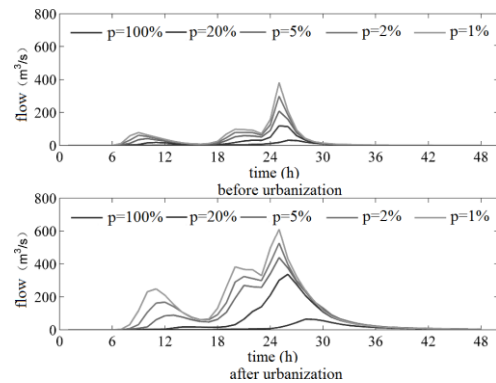 800
p=100% p=20% p=5% p=2% p=1%
600
flow (m³/s)
400
200
0
0 6 12 18 24 30 36 42 48
time (h)
before urbanization
800
p=100% p=20% p=5% p=2% p=1%
600
flow (m³/s)
400
200
0
0 6 12 18 24 30 36 42 48
time (h)
after urbanization